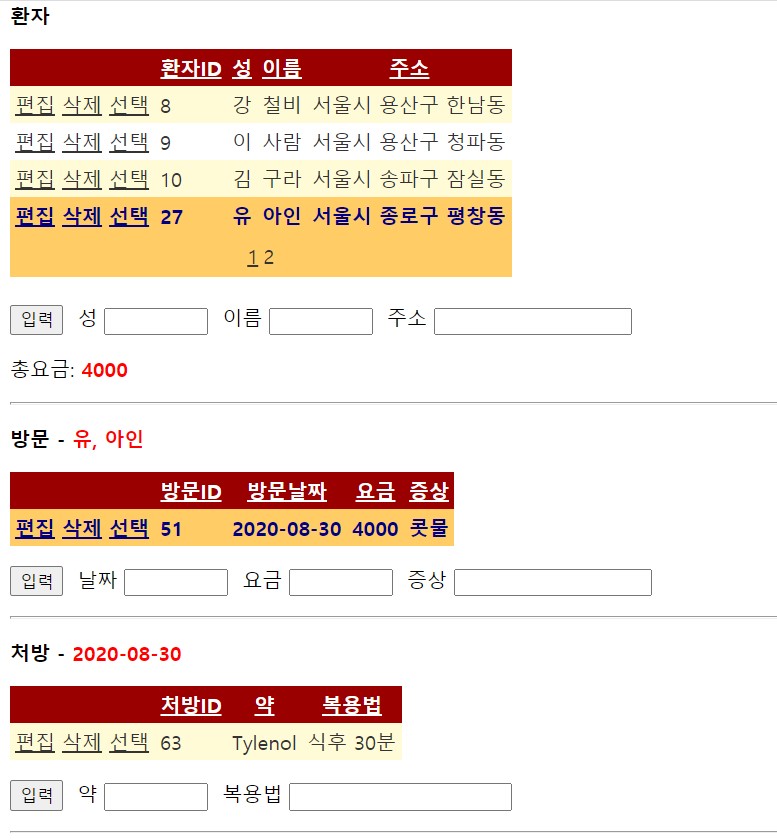 환자
환자ID 성 이름 주소
편집 삭제 선택 8 강 철비 서울시 용산구 한남동
편집 삭제 선택 9 이 사람 서울시 용산구 청파동
편집 삭제 선택 10 김 구라 서울시 송파구 잠실동
편집 삭제 선택 27 유 아인 서울시 종로구 평창동
1 2
입력 성 이름 주소
총요금: 4000
방문 - 유, 아인
방문ID 방문날짜 요금 증상
편집 삭제 선택 51 2020-08-30 4000 콧물
입력 날짜 요금 증상
처방 - 2020-08-30
처방ID 약 복용법
편집 삭제 선택 63 Tylenol 식후 30분
입력 약 복용법